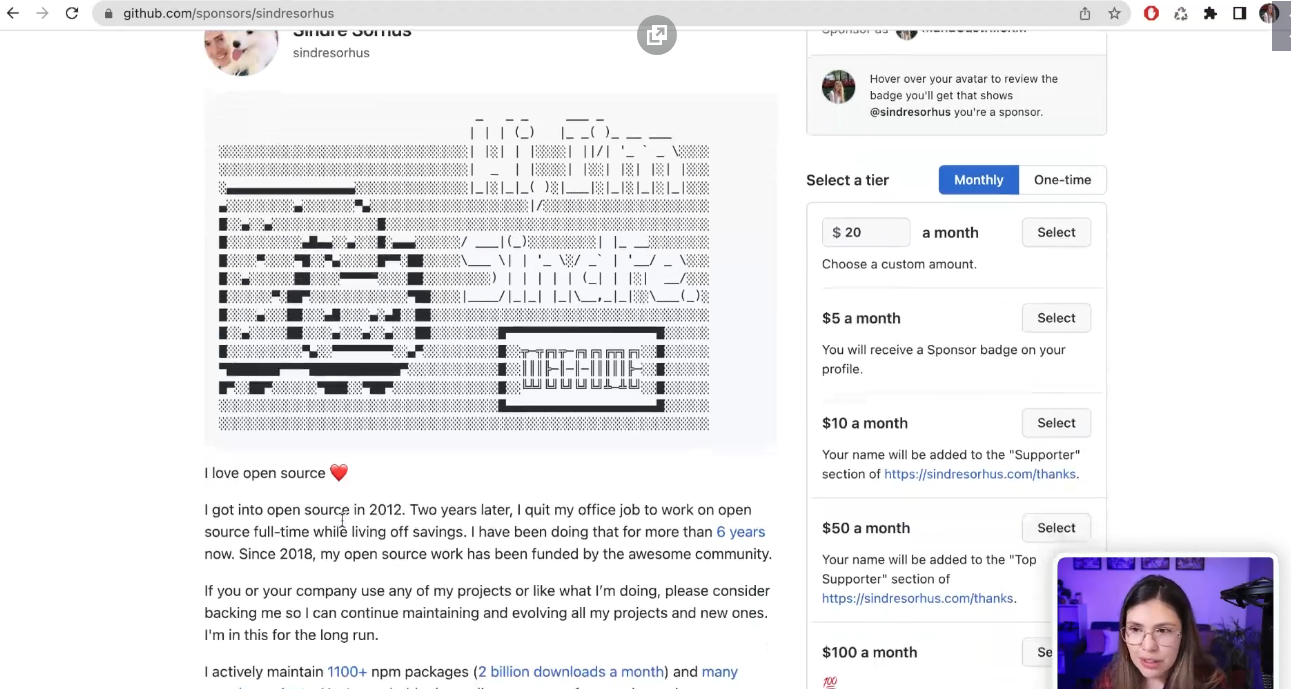 github.com/sponsors/sindresorhus
Sindre Sorhus
sindresorhus
I love open source ❤️
I got into open source in 2012. Two years later, I quit my office job to work on open
source full-time while living off savings. I have been doing that for more than 6 years
now. Since 2018, my open source work has been funded by the awesome community.
If you or your company use any of my projects or like what I'm doing, please consider
backing me so I can continue maintaining and evolving all my projects and new ones.
I'm in this for the long run.
I actively maintain 1100+ npm packages (2 billion downloads a month) and many
Sponsor as
Hover over your avatar to review the
badge you'll get that shows
@sindresorhus you're a sponsor.
Select a tier
Monthly
One-time
$ 20 a month
Select
Choose a custom amount.
$5 a month
Select
You will receive a Sponsor badge on your
profile.
$10 a month
Select
Your name will be added to the "Supporter"
section of https://sindresorhus.com/thanks.
$50 a month
Select
Your name will be added to the "Top
Supporter" section of
https://sindresorhus.com/thanks.
$100 a month
Se
💯